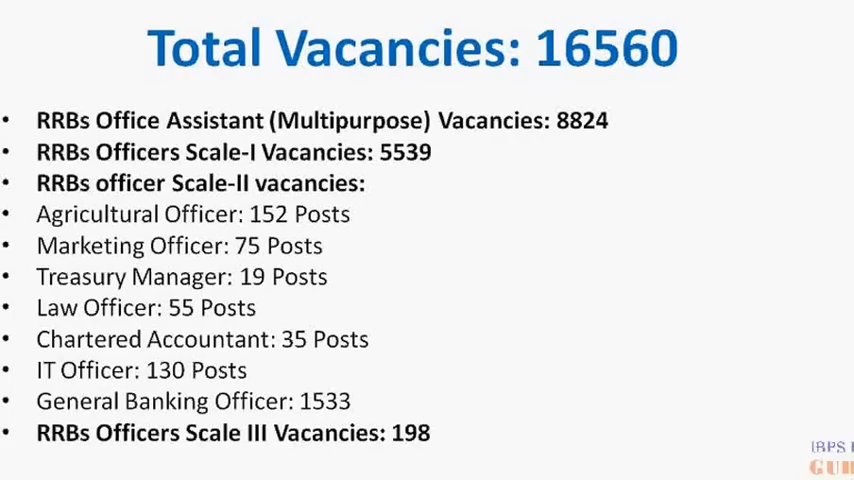 Total Vacancies: 16560
• RRBs Office Assistant (Multipurpose) Vacancies: 8824
• RRBs Officers Scale-I Vacancies: 5539
• RRBs officer Scale-II vacancies:
• Agricultural Officer: 152 Posts
• Marketing Officer: 75 Posts
• Treasury Manager: 19 Posts
• Law Officer: 55 Posts
• Chartered Accountant: 35 Posts
• IT Officer: 130 Posts
• General Banking Officer: 1533
• RRBs Officers Scale III Vacancies: 198
IBPS